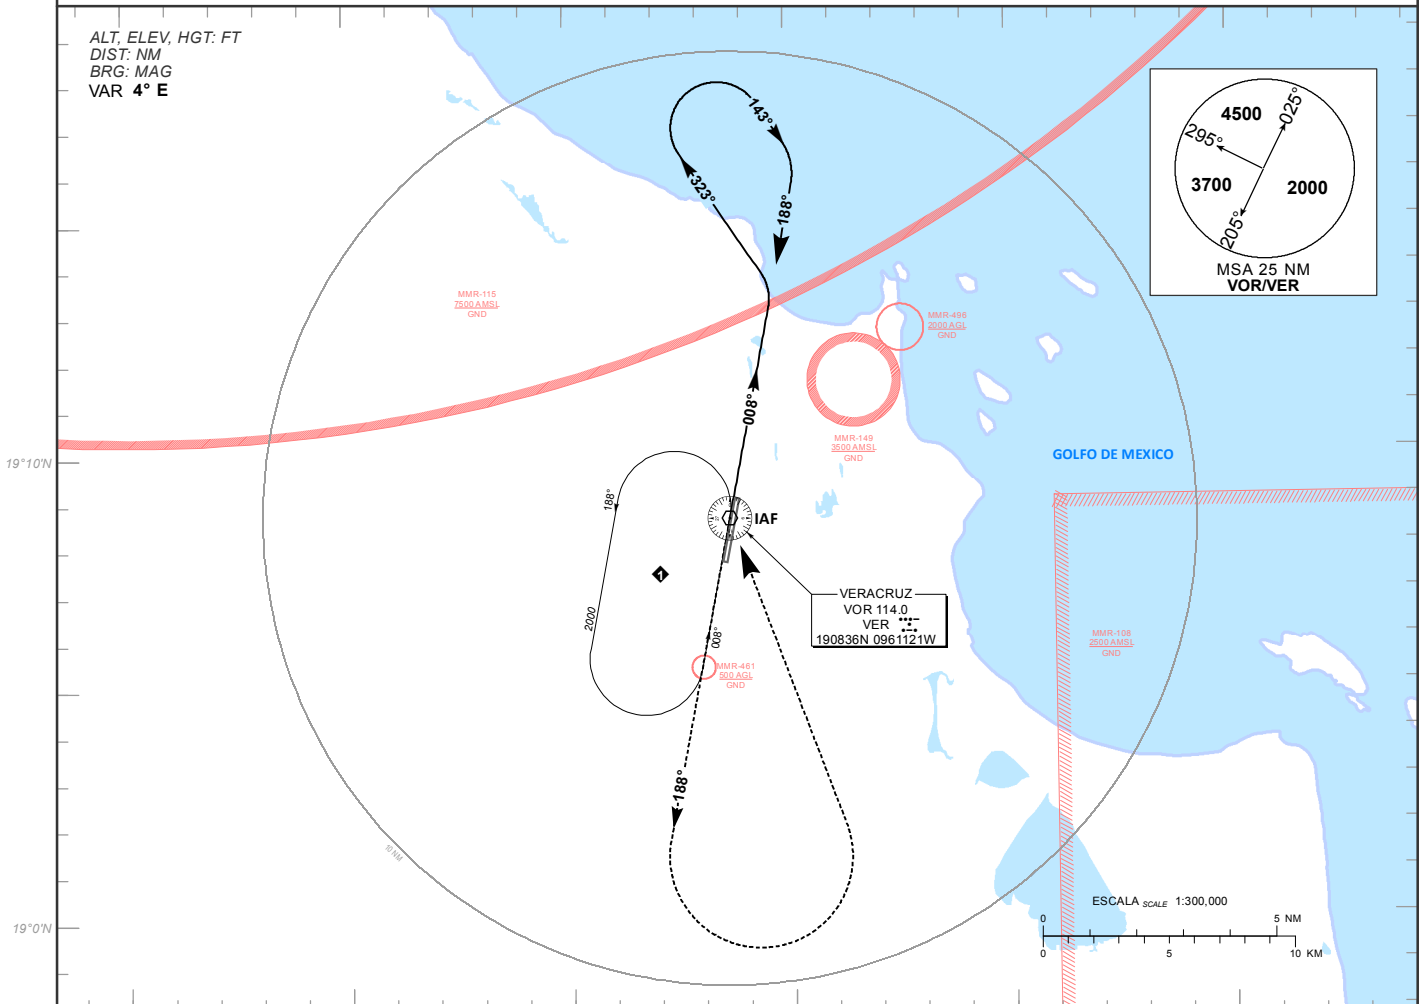 ALT, ELEV, HGT: FT
DIST: NM
BRG: MAG
VAR 4° E
4500
025°
295°
3700
2000
205°
MSA 25 NM
VOR/VER
143°
323°
188°
MMR-115
7500 AMSL
GND
MMR-496
2000 AGL
GND
008°
MMR-149
3500 AMSL
GND
GOLFO DE MEXICO
19°10'N
188°
IAF
1
2000
008°
VERACRUZ
VOR 114.0
VER
190836N 0961121W
MMR-461
500 AGL
GND
MMR-108
2500 AMSL
GND
188°
10 NM
ESCALA SCALE 1:300,000
0 5 NM
0 5 10 KM
19°0'N